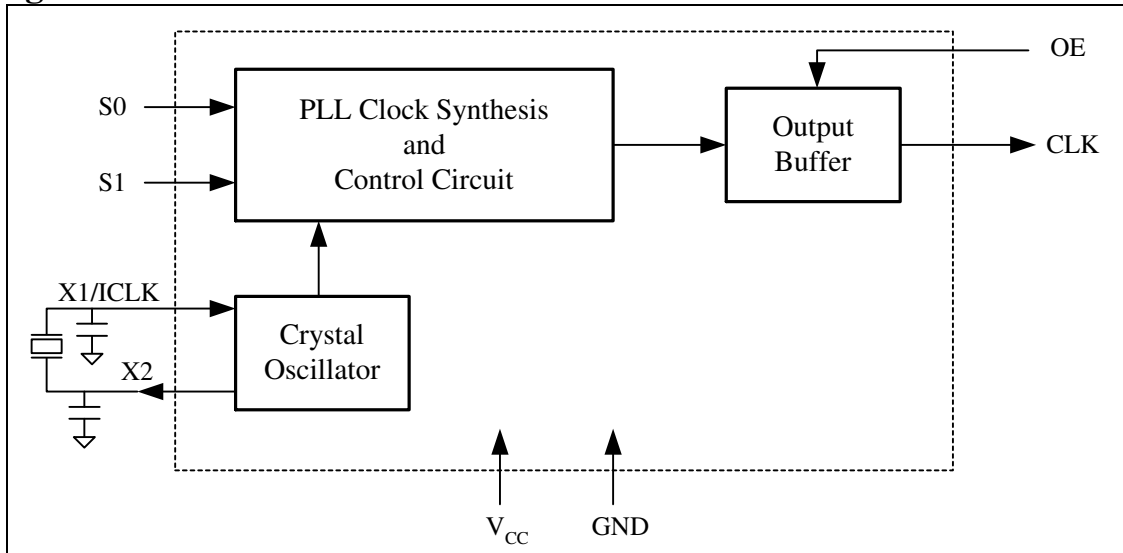 OE
S0
PLL Clock Synthesis
and
Control Circuit
Output
Buffer
CLK
S1
X1/ICLK
Crystal
Oscillator
X2
VCC
GND